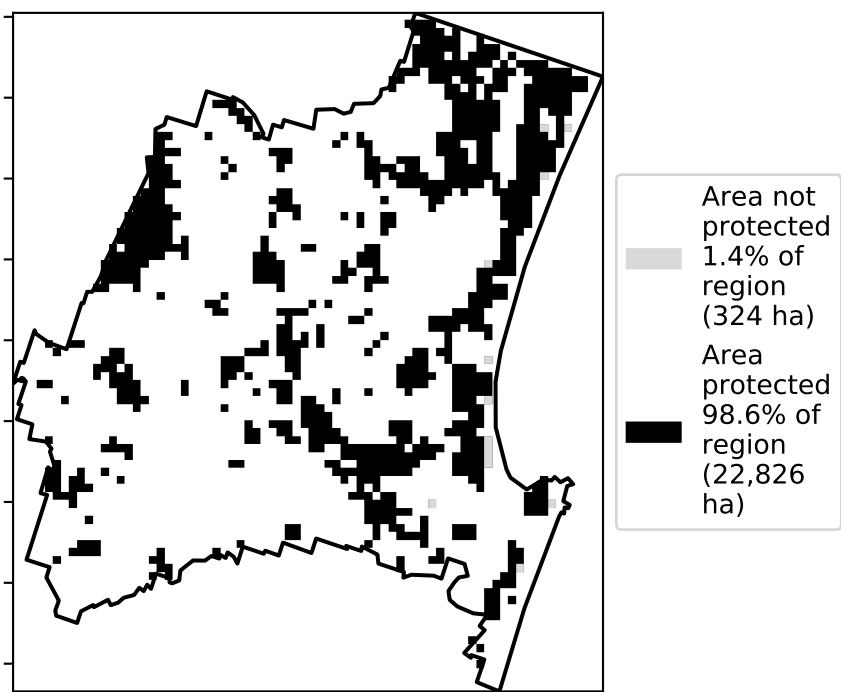 Area not
protected
1.4% of
region
(324 ha)
Area
protected
98.6% of
region
(22,826
ha)